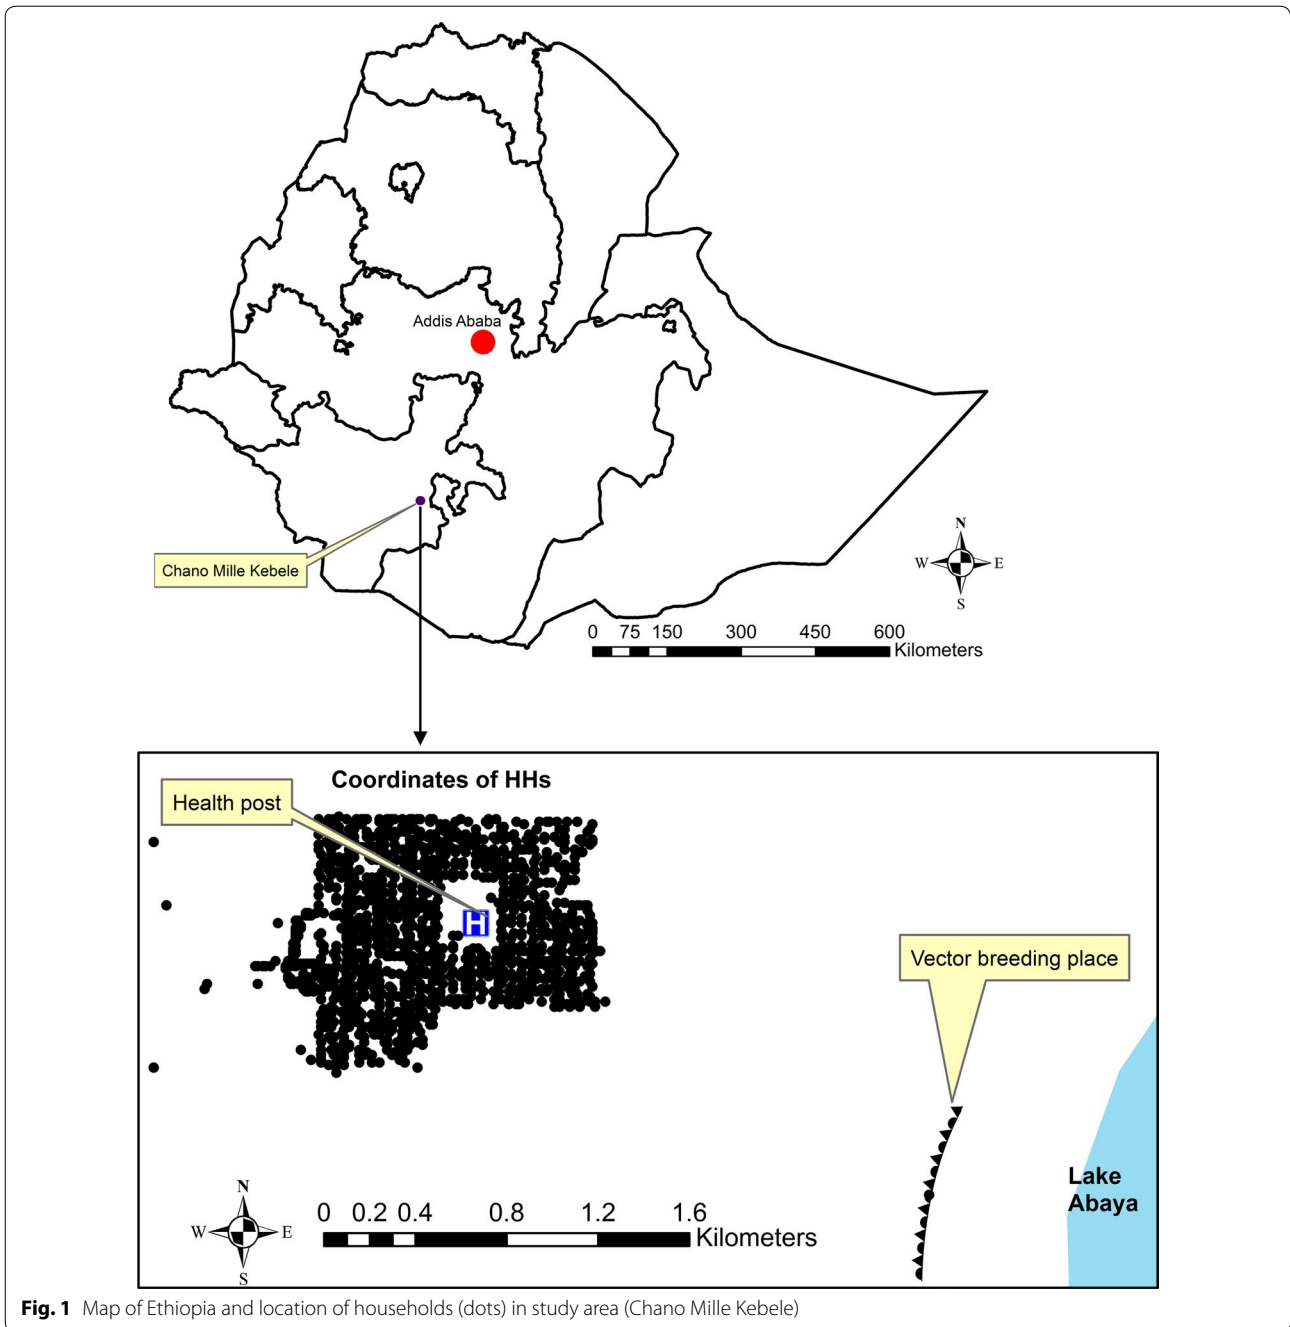 Addis Ababa
Chano Mille Kebele
N
W E
S
0 75 150 300 450 600
Kilometers
Coordinates of HHs
Health post
H
Vector breeding place
Lake
Abaya
N
W E
S
0 0.2 0.4 0.8 1.2 1.6
Kilometers
Fig. 1 Map of Ethiopia and location of households (dots) in study area (Chano Mille Kebele)